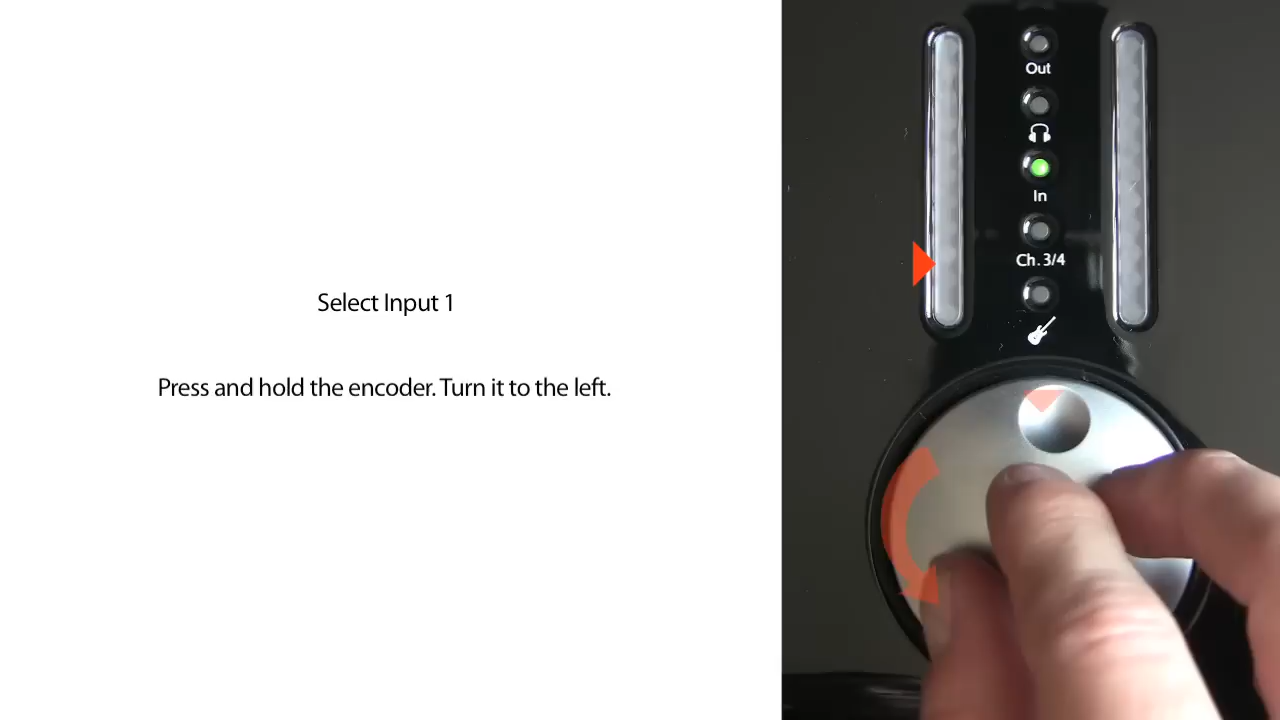 Select Input 1
Press and hold the encoder. Turn it to the left.
Out
In
Ch. 3/4